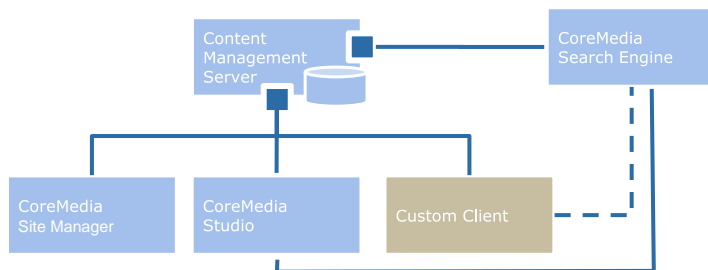 Content
Management
Server
CoreMedia
Search Engine
CoreMedia
Site Manager
CoreMedia
Studio
Custom Client